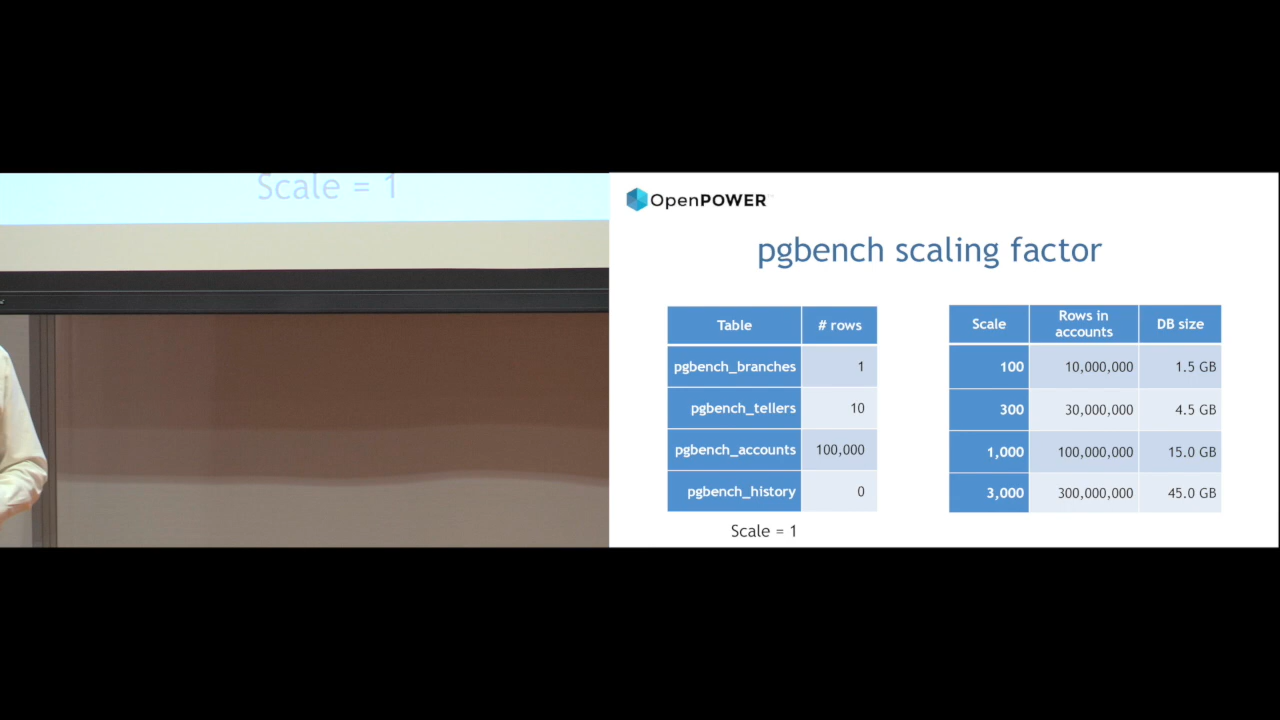 Scale = 1
OpenPOWER
pgbench scaling factor
Table # rows
pgbench_branches 1
pgbench_tellers 10
pgbench_accounts 100,000
pgbench_history 0
Scale = 1
Scale Rows in accounts DB size
100 10,000,000 1.5 GB
300 30,000,000 4.5 GB
1,000 100,000,000 15.0 GB
3,000 300,000,000 45.0 GB